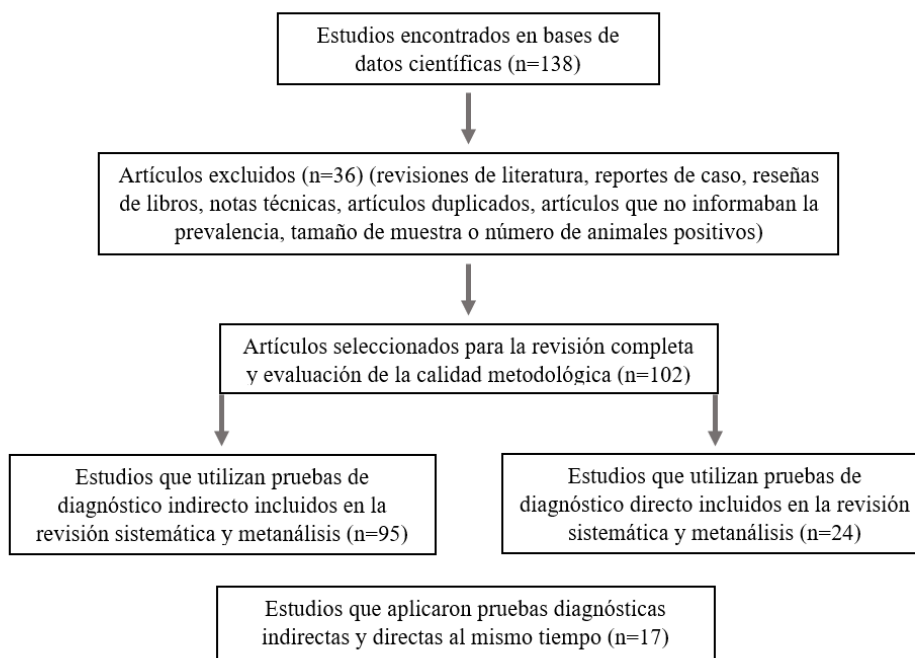 Estudios encontrados en bases de
datos científicas (n=138)
Artículos excluidos (n=36) (revisiones de literatura, reportes de caso, reseñas
de libros, notas técnicas, artículos duplicados, artículos que no informaban la
prevalencia, tamaño de muestra o número de animales positivos)
Artículos seleccionados para la revisión completa
y evaluación de la calidad metodológica (n=102)
Estudios que utilizan pruebas de
diagnóstico indirecto incluidos en la
revisión sistemática y metanálisis (n=95)
Estudios que utilizan pruebas de
diagnóstico directo incluidos en la revisión
sistemática y metanálisis (n=24)
Estudios que aplicaron pruebas diagnósticas
indirectas y directas al mismo tiempo (n=17)